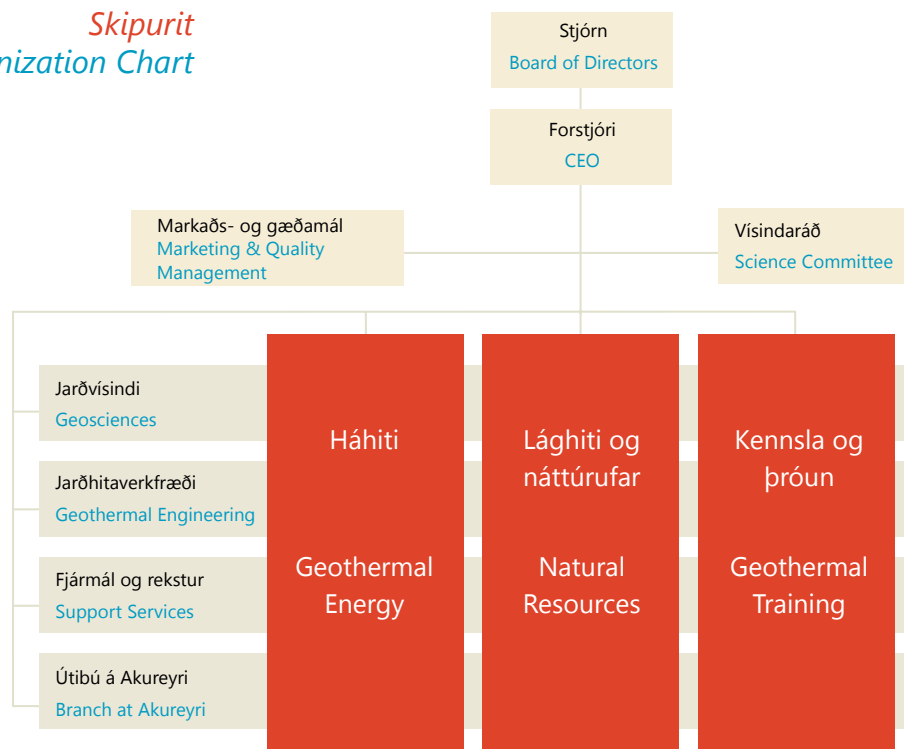 Skipurit
nization Chart
Stjórn
Board of Directors
Forstjóri
CEO
Markaðs- og gæðamál
Marketing & Quality
Management
Vísindaráð
Science Committee
Jarðvísindi
Geosciences
Jarðhitaverkfræði
Geothermal Engineering
Fjármál og rekstur
Support Services
Útibú á Akureyri
Branch at Akureyri
Háhiti
Geothermal
Energy
Lághiti og
náttúrufar
Natural
Resources
Kennsla og
þróun
Geothermal
Training